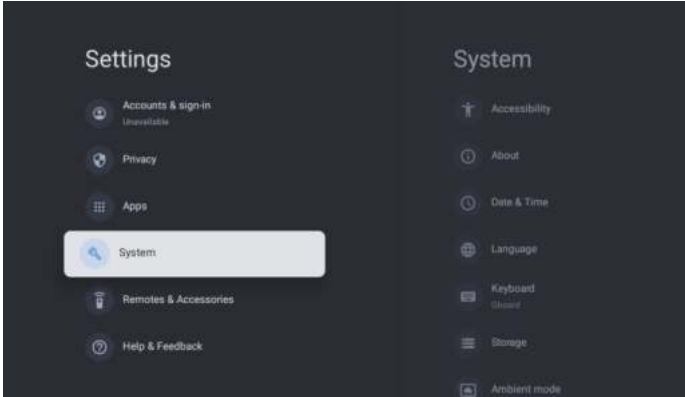 Settings
Accounts & sign-in
Unavailable
Privacy
Apps
System
Remotes & Accessories
Help & Feedback
System
Accessibility
About
Date & Time
Language
Keyboard
Gboard
Storage
Ambient mode